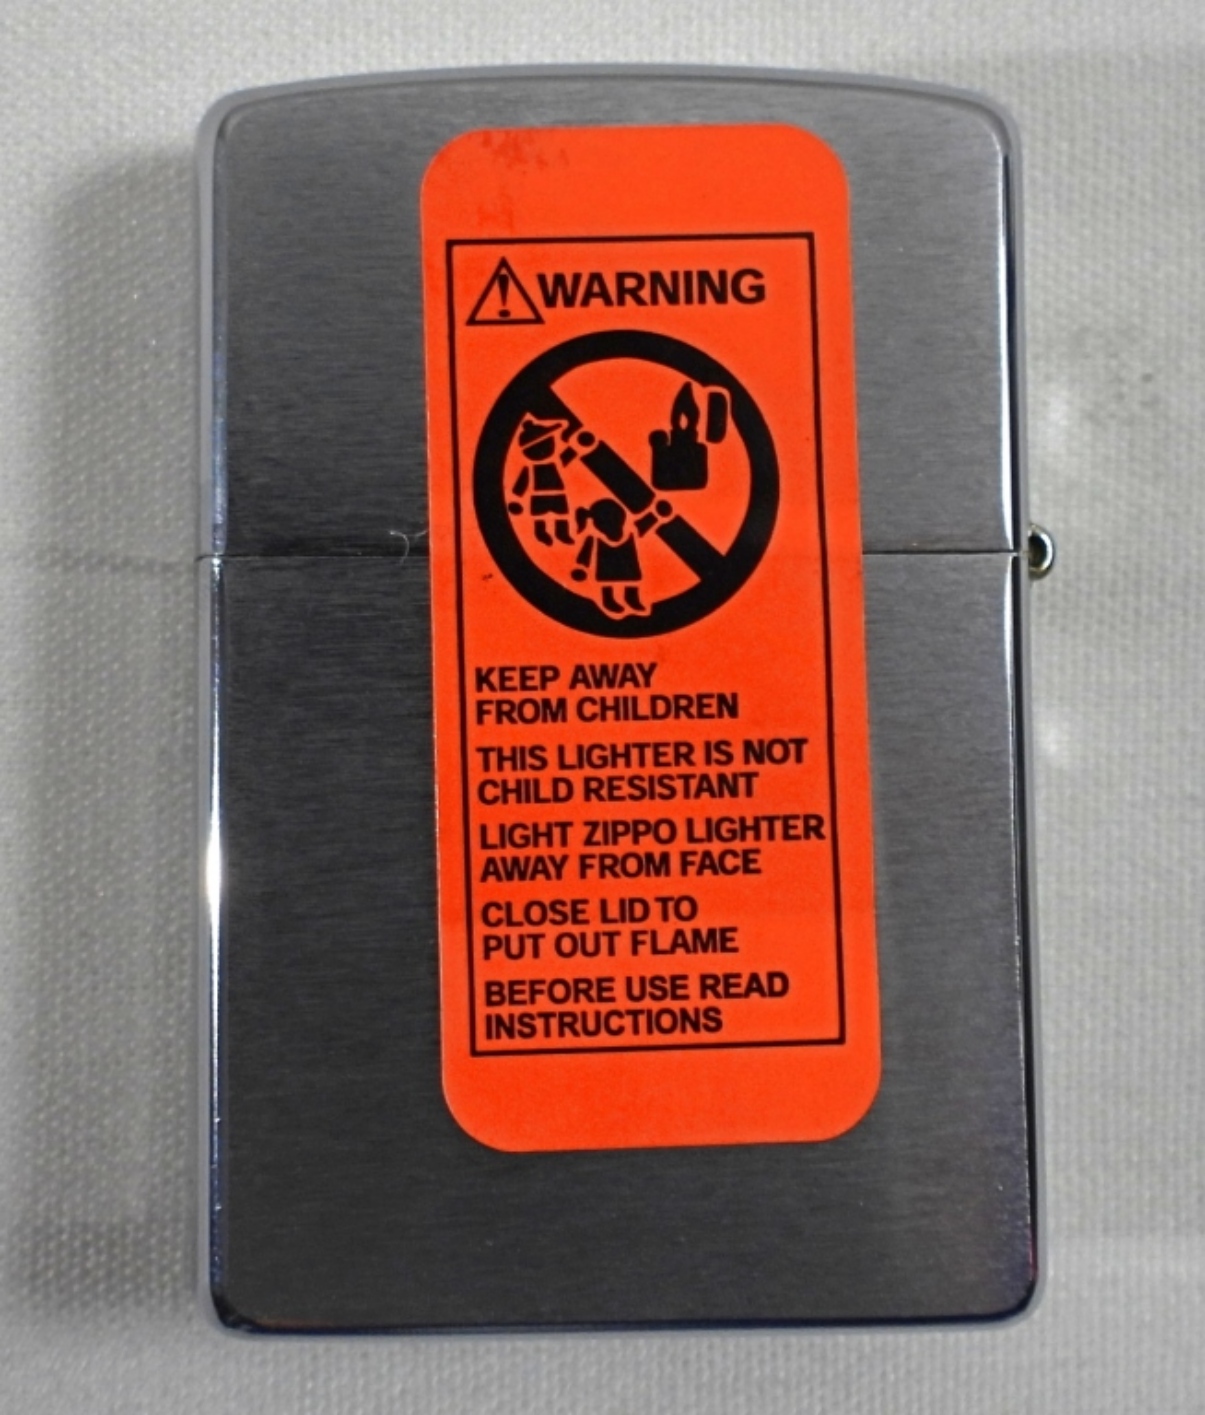 WARNING
KEEP AWAY
FROM CHILDREN
THIS LIGHTER IS NOT
CHILD RESISTANT
LIGHT ZIPPO LIGHTER
AWAY FROM FACE
CLOSE LID TO
PUT OUT FLAME
BEFORE USE READ
INSTRUCTIONS